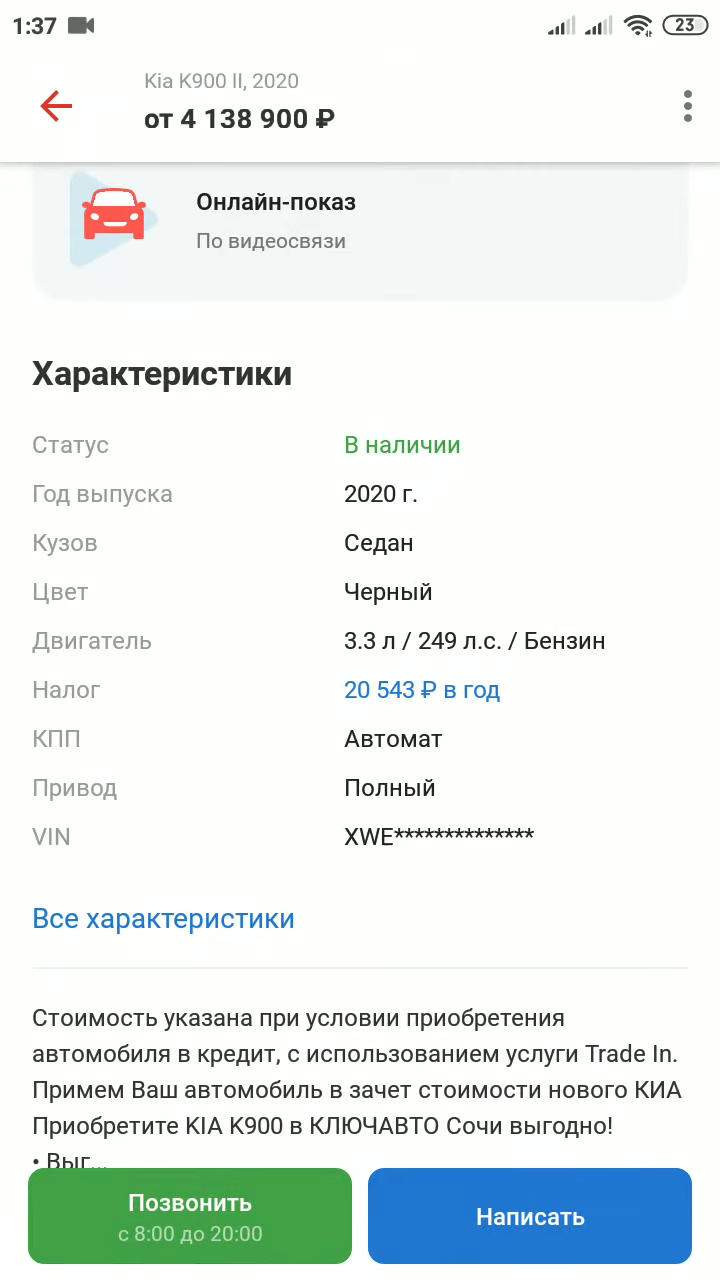 1:37
23
Kia K900 II, 2020
от 4 138 900 ₽
Онлайн-показ
По видеосвязи
Характеристики
Статус В наличии
Год выпуска 2020 г.
Кузов Седан
Цвет Черный
Двигатель 3.3 л / 249 л.с. / Бензин
Налог 20 543 ₽ в год
КПП Автомат
Привод Полный
VIN XWE**************
Все характеристики
Стоимость указана при условии приобретения
автомобиля в кредит, с использованием услуги Trade In.
Примем Ваш автомобиль в зачет стоимости нового КИА
Приобретите KIA K900 в КЛЮЧАВТО Сочи выгодно!
• Выг...
Позвонить
с 8:00 до 20:00
Написать